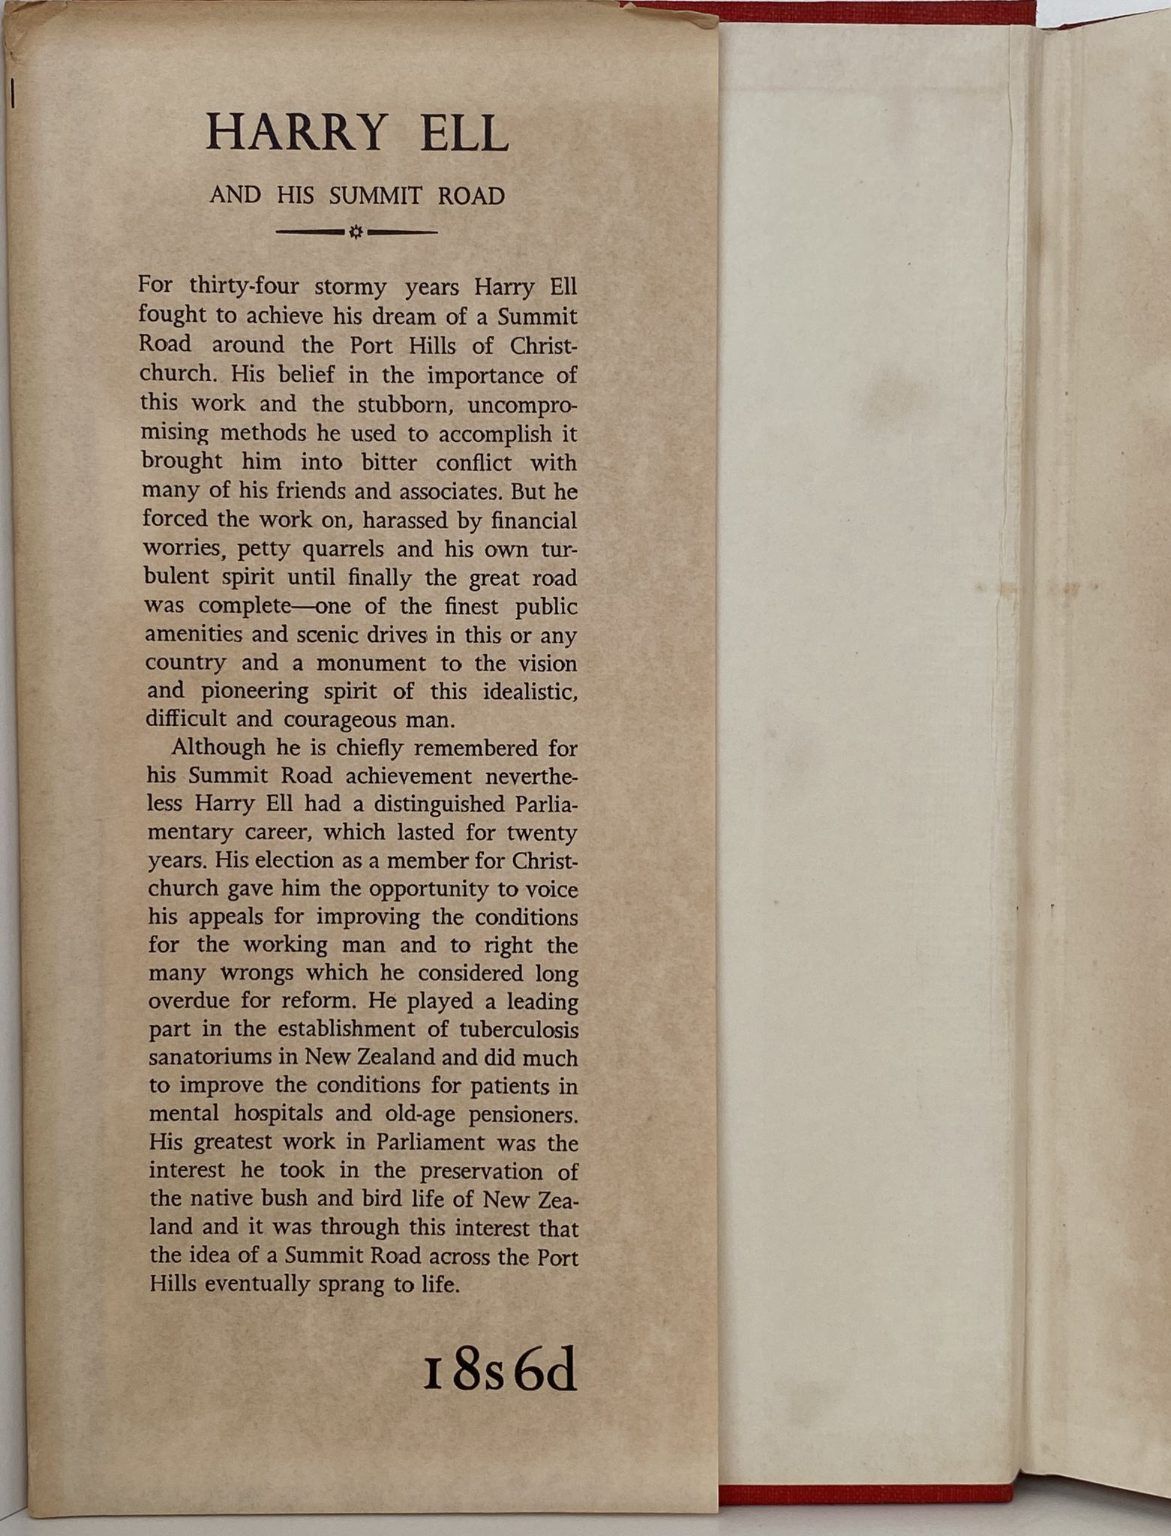 HARRY ELL
AND HIS SUMMIT ROAD
For thirty-four stormy years Harry Ell
fought to achieve his dream of a Summit
Road around the Port Hills of Christ-
church. His belief in the importance of
this work and the stubborn, uncompro-
mising methods he used to accomplish it
brought him into bitter conflict with
many of his friends and associates. But he
forced the work on, harassed by financial
worries, petty quarrels and his own tur-
bulent spirit until finally the great road
was complete—one of the finest public
amenities and scenic drives in this or any
country and a monument to the vision
and pioneering spirit of this idealistic,
difficult and courageous man.
Although he is chiefly remembered for
his Summit Road achievement neverthe-
less Harry Ell had a distinguished Parlia-
mentary career, which lasted for twenty
years. His election as a member for Christ-
church gave him the opportunity to voice
his appeals for improving the conditions
for the working man and to right the
many wrongs which he considered long
overdue for reform. He played a leading
part in the establishment of tuberculosis
sanatoriums in New Zealand and did much
to improve the conditions for patients in
mental hospitals and old-age pensioners.
His greatest work in Parliament was the
interest he took in the preservation of
the native bush and bird life of New Zea-
land and it was through this interest that
the idea of a Summit Road across the Port
Hills eventually sprang to life.
18s 6d